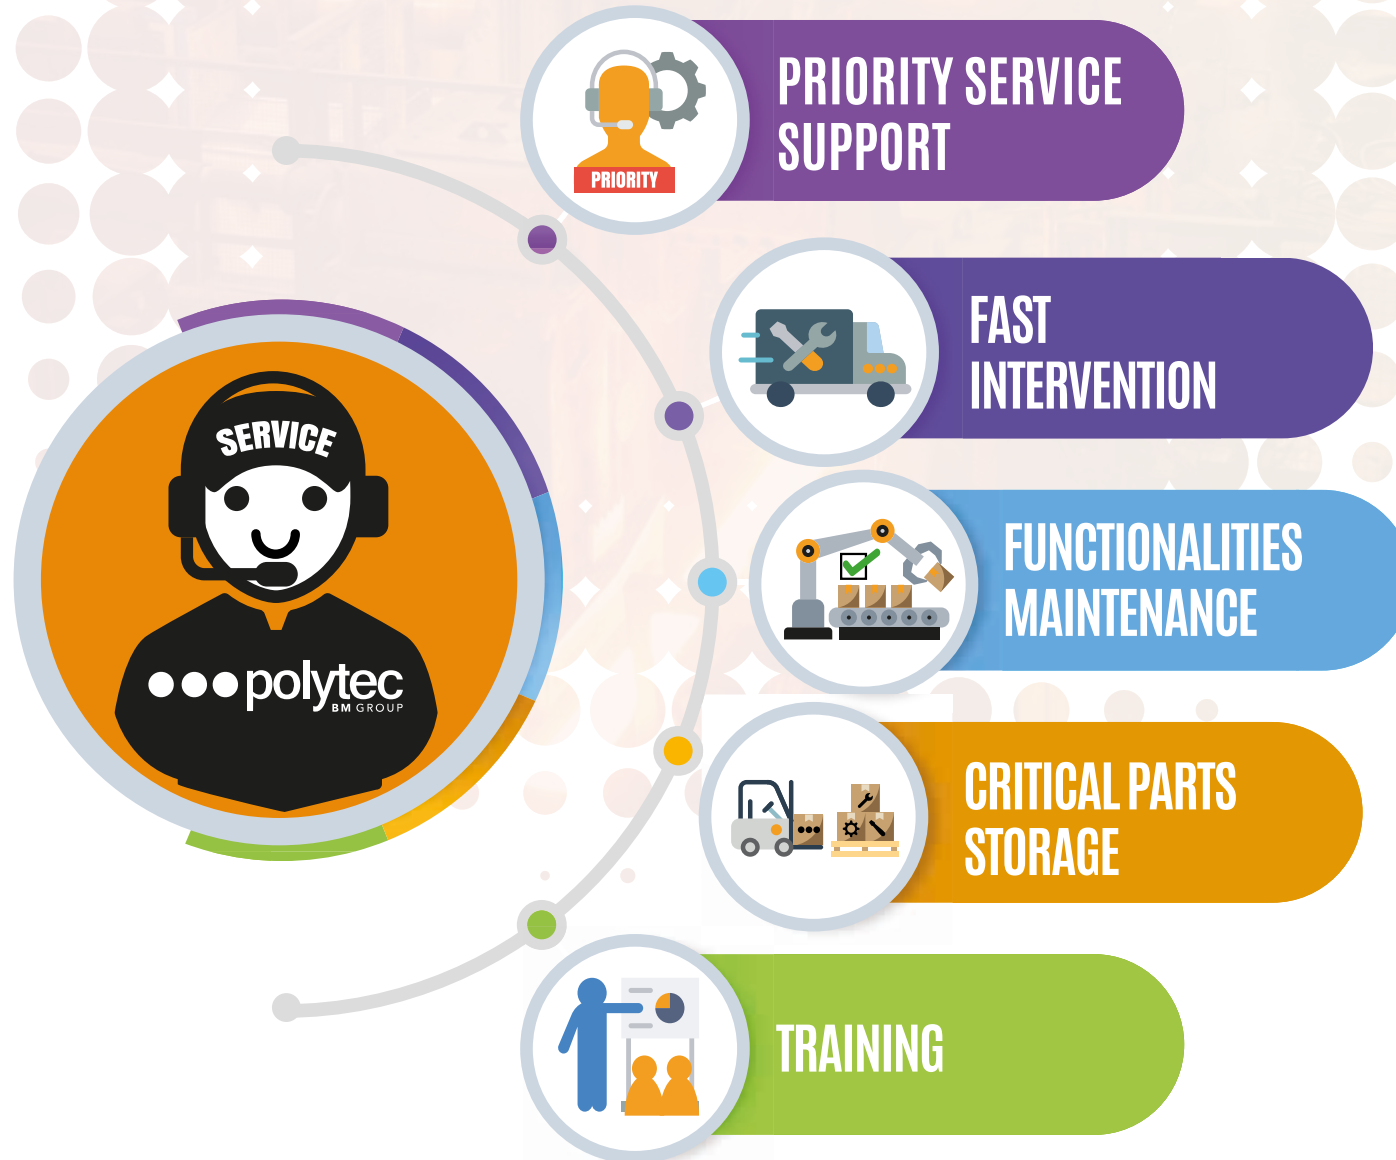 PRIORITY SERVICE
SUPPORT
PRIORITY
FAST
INTERVENTION
SERVICE
FUNCTIONALITIES
MAINTENANCE
polytec
BM GROUP
CRITICAL PARTS
STORAGE
TRAINING